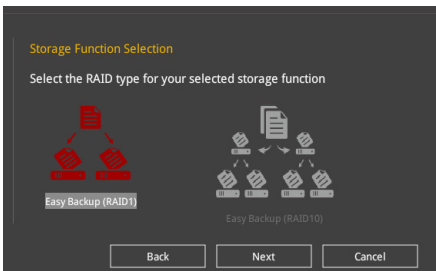 Storage Function Selection
Select the RAID type for your selected storage function
Easy Backup (RAID1)
Easy Backup (RAID10)
Back
Next
Cancel